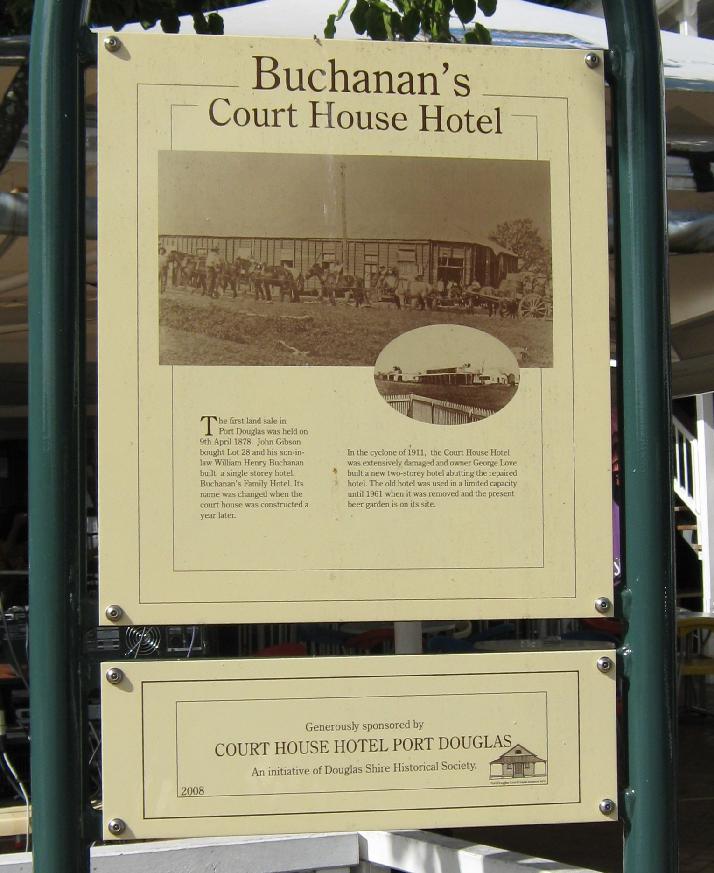 Buchanan's
Court House Hotel
The first land sale in
Port Douglas was held on
9th April 1878. John Gibson
bought Lot 28 and his son-in-
law William Henry Buchanan
built a single storey hotel.
Buchanan's Family Hotel. Its
name was changed when the
court house was constructed a
year later.
In the cyclone of 1911, the Court House Hotel
was extensively damaged and owner George Love
built a new two-storey hotel abutting the repaired
hotel. The old hotel was used in a limited capacity
until 1961 when it was removed and the present
beer garden is on its site.
Generously sponsored by
COURT HOUSE HOTEL PORT DOUGLAS
An initiative of Douglas Shire Historical Society.
2008